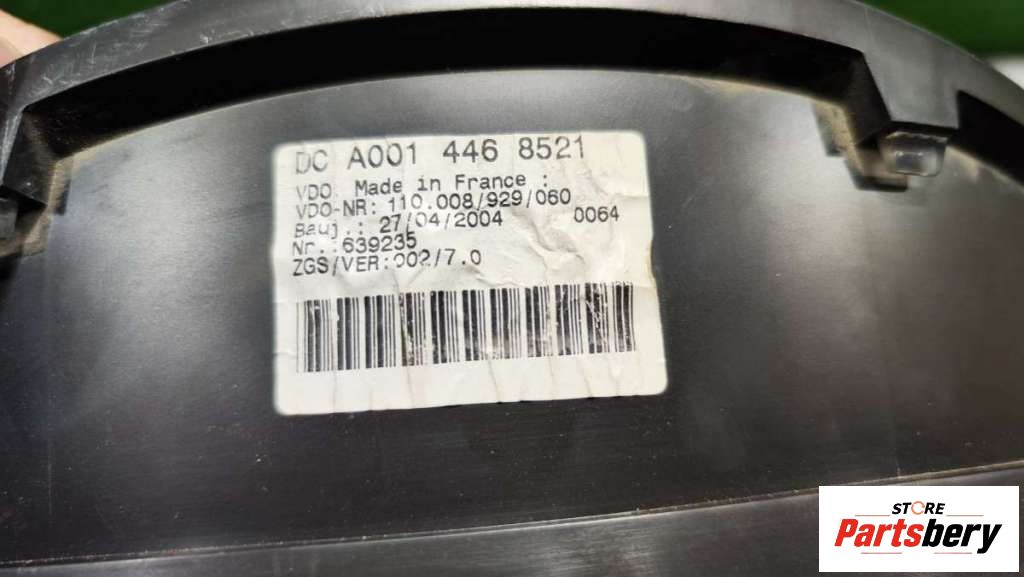 DC A001 446 8521
VDO. Made in France :
VDO-NR: 110.008/929/060
Bauj.: 27/04/2004 0064
Nr.:639235
ZGS/VER:002/7.0
STORE
Partsbery